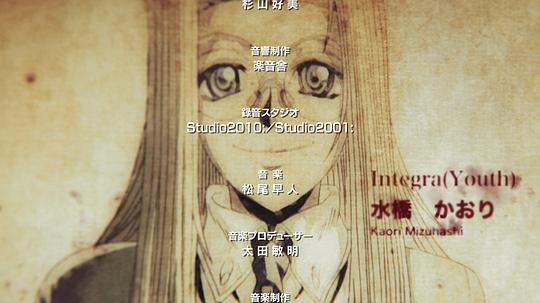 杉山好美
音響制作
楽音舎
録音スタジオ
Studio2010;／Studio2001:
音楽
松尾早人
音楽プロデューサー
太田敏明
音楽制作
Integra(Youth)
水橋 かおり
Kaori Mizuhashi